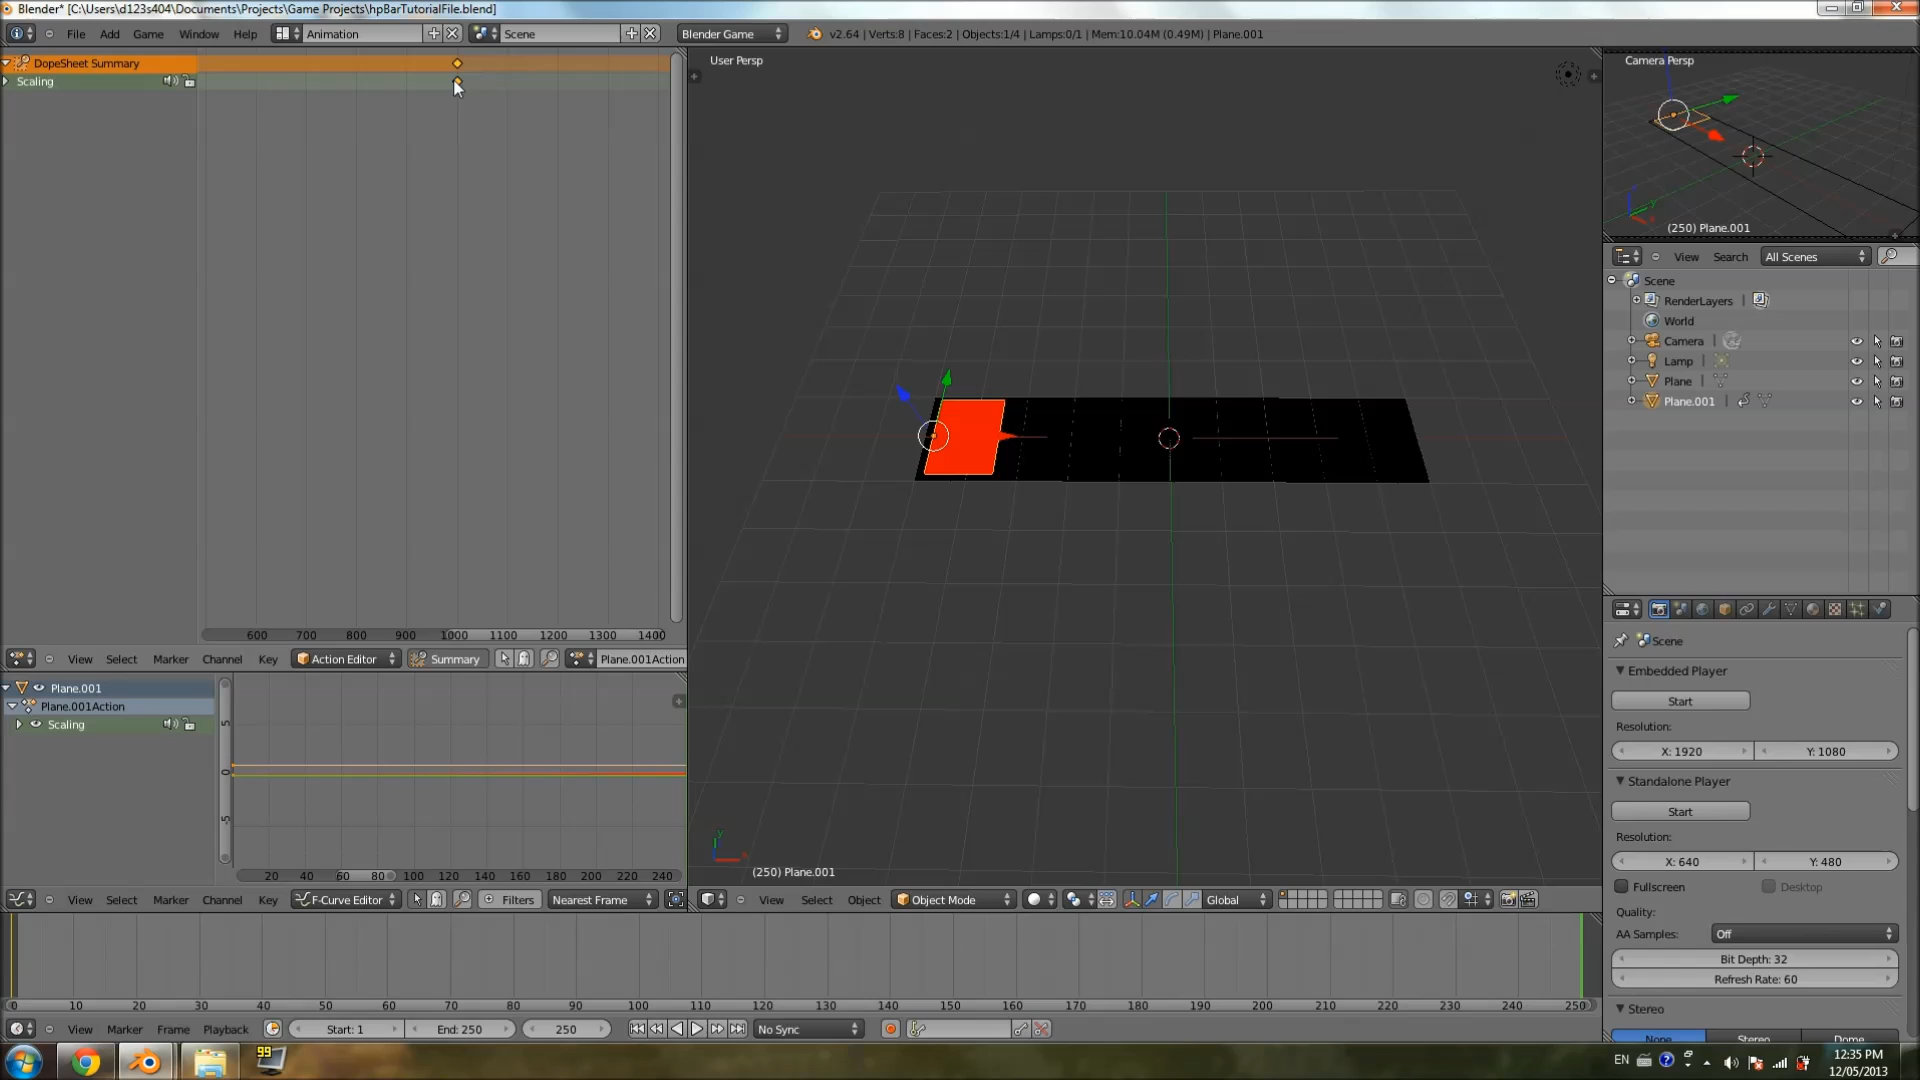 Blender* [C:\Users\d123s404\Documents\Projects\Game Projects\hpBarTutorialFile.blend]
File Add Game Window Help Animation Scene Blender Game v2.64 | Verts:8 | Faces:2 | Objects:1/4 | Lamps:0/1 | Mem:10.04M (0.49M) | Plane.001
DopeSheet Summary
Scaling
600 700 800 900 1000 1100 1200 1300 1400
View Select Marker Channel Key Action Editor Summary Plane.001Action
Plane.001
Plane.001Action
Scaling
5
0
-5
20 40 60 80 100 120 140 160 180 200 220 240
View Select Marker Channel Key F-Curve Editor Filters Nearest Frame
User Persp
(250) Plane.001
View Select Object Object Mode Global
0 10 20 30 40 50 60 70 80 90 100 110 120 130 140 150 160 170 180 190 200 210 220 230 240 250
View Marker Frame Playback Start: 1 End: 250 250 No Sync
Camera Persp
(250) Plane.001
View Search All Scenes
Scene
RenderLayers
World
Camera
Lamp
Plane
Plane.001
Scene
Embedded Player
Start
Resolution:
X: 1920 Y: 1080
Standalone Player
Start
Resolution:
X: 640 Y: 480
Fullscreen Desktop
Quality:
AA Samples: Off
Bit Depth: 32
Refresh Rate: 60
Stereo
None Stereo Dome
99
EN
12:35 PM
12/05/2013